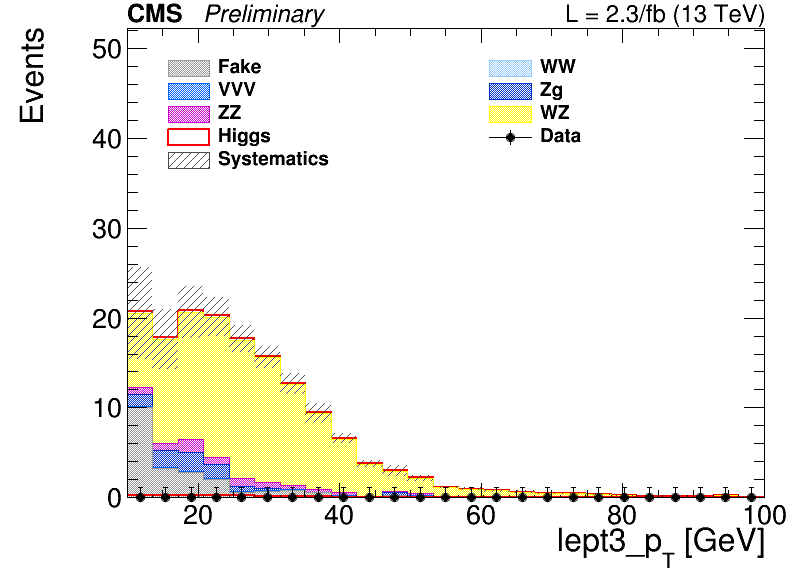 CMS Preliminary L = 2.3/fb (13 TeV)
Events
50
40
30
20
10
0
Fake
VVV
ZZ
Higgs
Systematics
WW
Zg
WZ
Data
20 40 60 80 100
lept3_p_T [GeV]